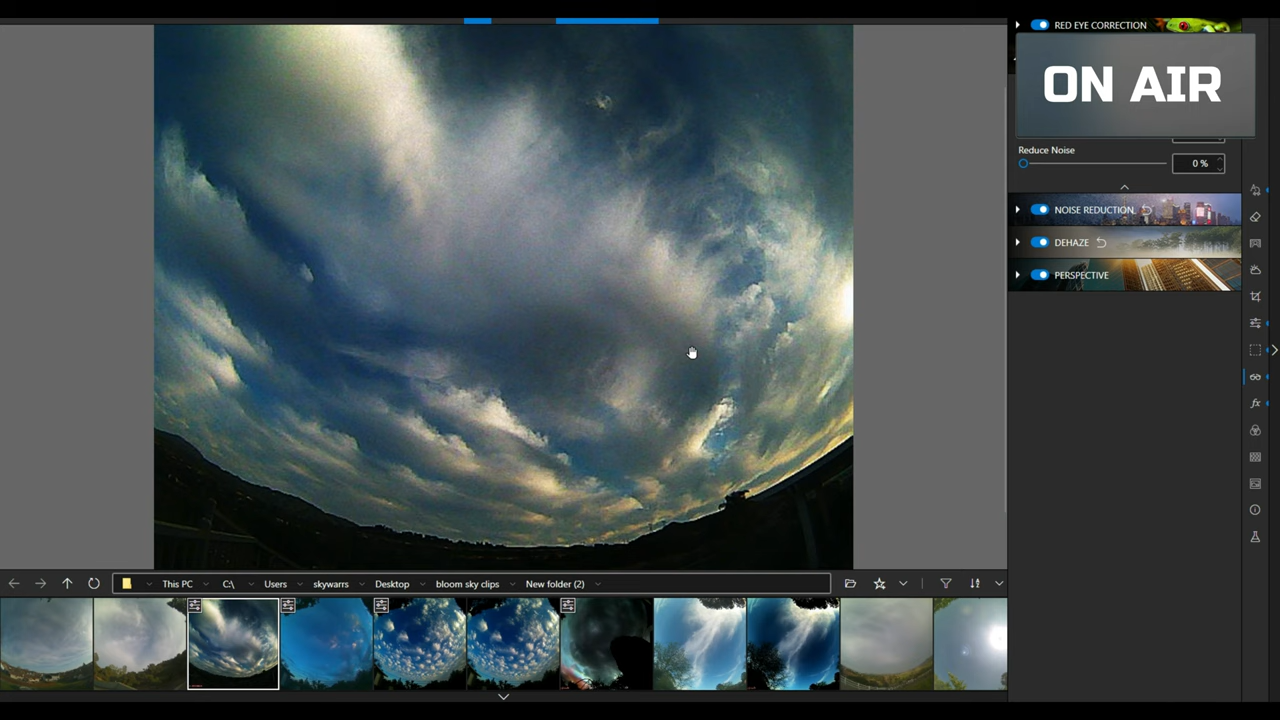 RED EYE CORRECTION
ON AIR
Reduce Noise
0 %
NOISE REDUCTION
DEHAZE
PERSPECTIVE
fx
This PC C:\ Users skywarrs Desktop bloom sky clips New folder (2)